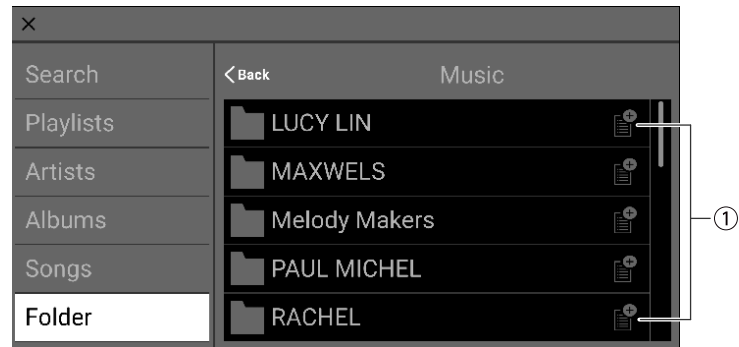 ×
Search
Playlists
Artists
Albums
Songs
Folder
Back
Music
LUCY LIN
MAXWELS
Melody Makers
PAUL MICHEL
RACHEL
①